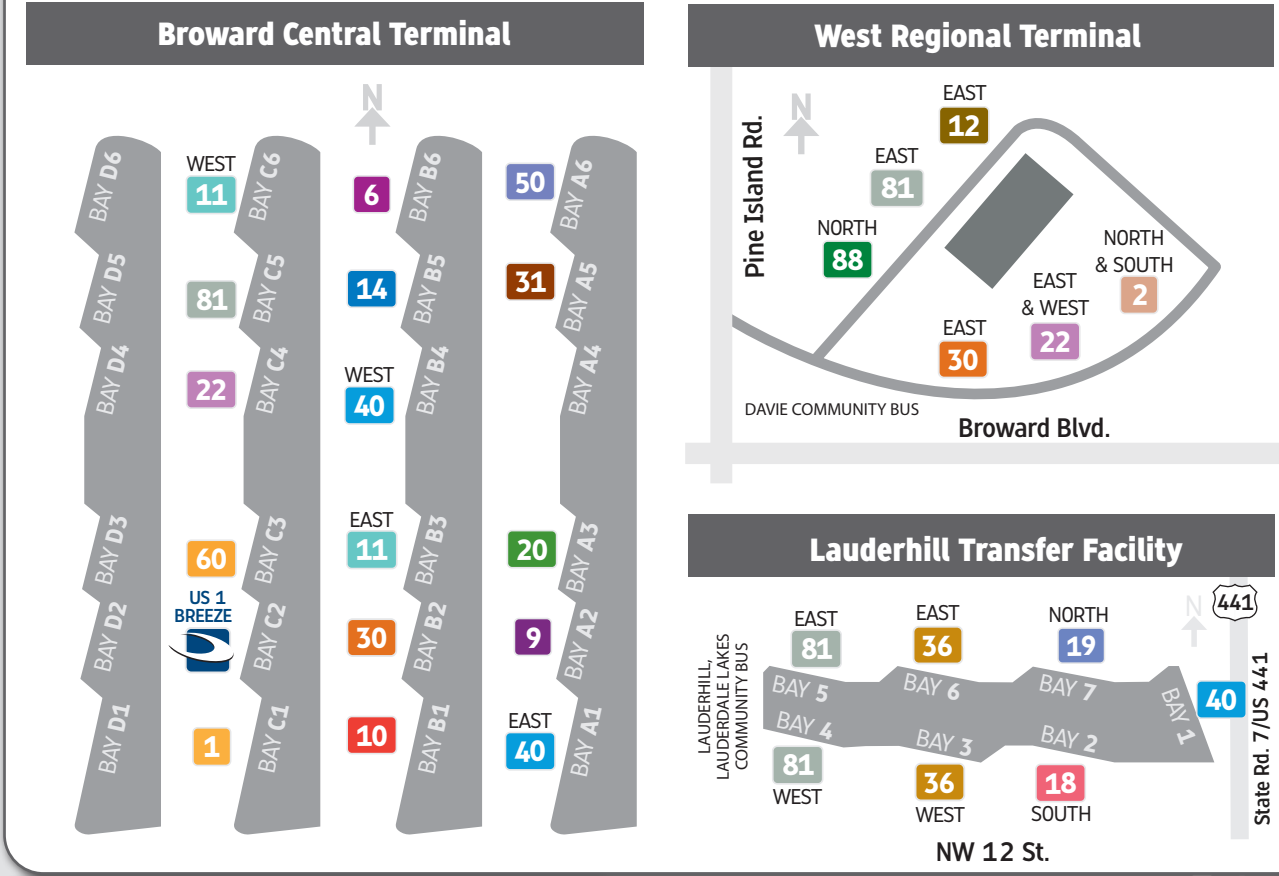 Broward Central Terminal
N
BAY D6
WEST
11
BAY C6
6
BAY B6
50
BAY A6
BAY D5
81
BAY C5
14
BAY B5
31
BAY A5
BAY D4
22
BAY C4
WEST
40
BAY B4
BAY A4
BAY D3
60
BAY C3
EAST
11
BAY B3
20
BAY A3
BAY D2
US 1
BREEZE
BAY C2
30
BAY B2
9
BAY A2
BAY D1
1
BAY C1
10
BAY B1
EAST
40
BAY A1
West Regional Terminal
Pine Island Rd.
N
EAST
12
EAST
81
NORTH
88
NORTH
& SOUTH
2
EAST
& WEST
22
EAST
30
DAVIE COMMUNITY BUS
Broward Blvd.
Lauderhill Transfer Facility
LAUDERHILL,
LAUDERDALE LAKES
COMMUNITY BUS
EAST
81
EAST
36
NORTH
19
N
441
BAY 5
BAY 6
BAY 7
BAY 1
40
State Rd. 7/US 441
BAY 4
BAY 3
BAY 2
81
WEST
36
WEST
18
SOUTH
NW 12 St.